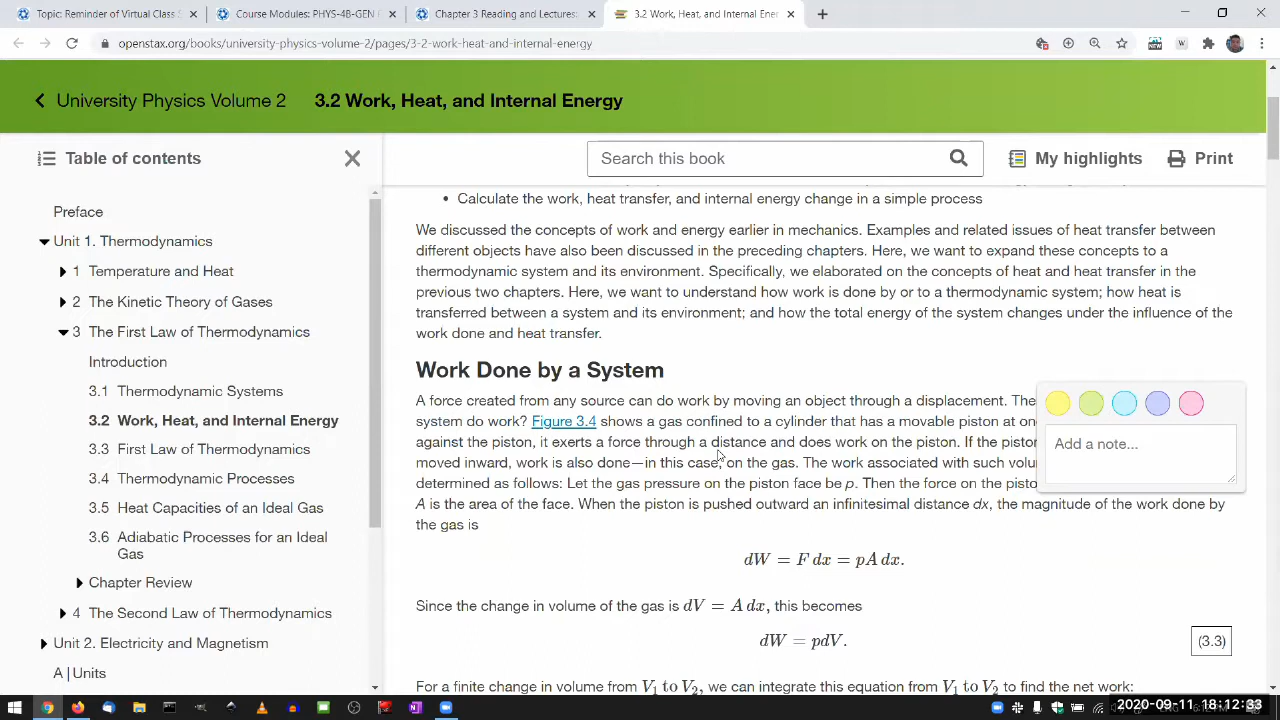 Topic: Reminder of Virtual Class S
Course Modules: PHYS-4B-GEN P
Chapter 3 Reading and Lectures:
3.2 Work, Heat, and Internal Ener
openstax.org/books/university-physics-volume-2/pages/3-2-work-heat-and-internal-energy
University Physics Volume 2
3.2 Work, Heat, and Internal Energy
Table of contents
Search this book
My highlights
Print
Preface
Unit 1. Thermodynamics
1 Temperature and Heat
2 The Kinetic Theory of Gases
3 The First Law of Thermodynamics
Introduction
3.1 Thermodynamic Systems
3.2 Work, Heat, and Internal Energy
3.3 First Law of Thermodynamics
3.4 Thermodynamic Processes
3.5 Heat Capacities of an Ideal Gas
3.6 Adiabatic Processes for an Ideal
Gas
Chapter Review
4 The Second Law of Thermodynamics
Unit 2. Electricity and Magnetism
A | Units
• Calculate the work, heat transfer, and internal energy change in a simple process
We discussed the concepts of work and energy earlier in mechanics. Examples and related issues of heat transfer between
different objects have also been discussed in the preceding chapters. Here, we want to expand these concepts to a
thermodynamic system and its environment. Specifically, we elaborated on the concepts of heat and heat transfer in the
previous two chapters. Here, we want to understand how work is done by or to a thermodynamic system; how heat is
transferred between a system and its environment; and how the total energy of the system changes under the influence of the
work done and heat transfer.
Work Done by a System
A force created from any source can do work by moving an object through a displacement. The
system do work? Figure 3.4 shows a gas confined to a cylinder that has a movable piston at on
against the piston, it exerts a force through a distance and does work on the piston. If the pisto
moved inward, work is also done—in this case, on the gas. The work associated with such volu
determined as follows: Let the gas pressure on the piston face be p. Then the force on the pisto
A is the area of the face. When the piston is pushed outward an infinitesimal distance dx, the magnitude of the work done by
the gas is
dW = F dx = pA dx.
Since the change in volume of the gas is dV = A dx, this becomes
dW = pdV.
(3.3)
For a finite change in volume from V₁ to V₂, we can integrate this equation from V₁ to V₂ to find the net work:
Add a note...
2020-09-11 18:12:33